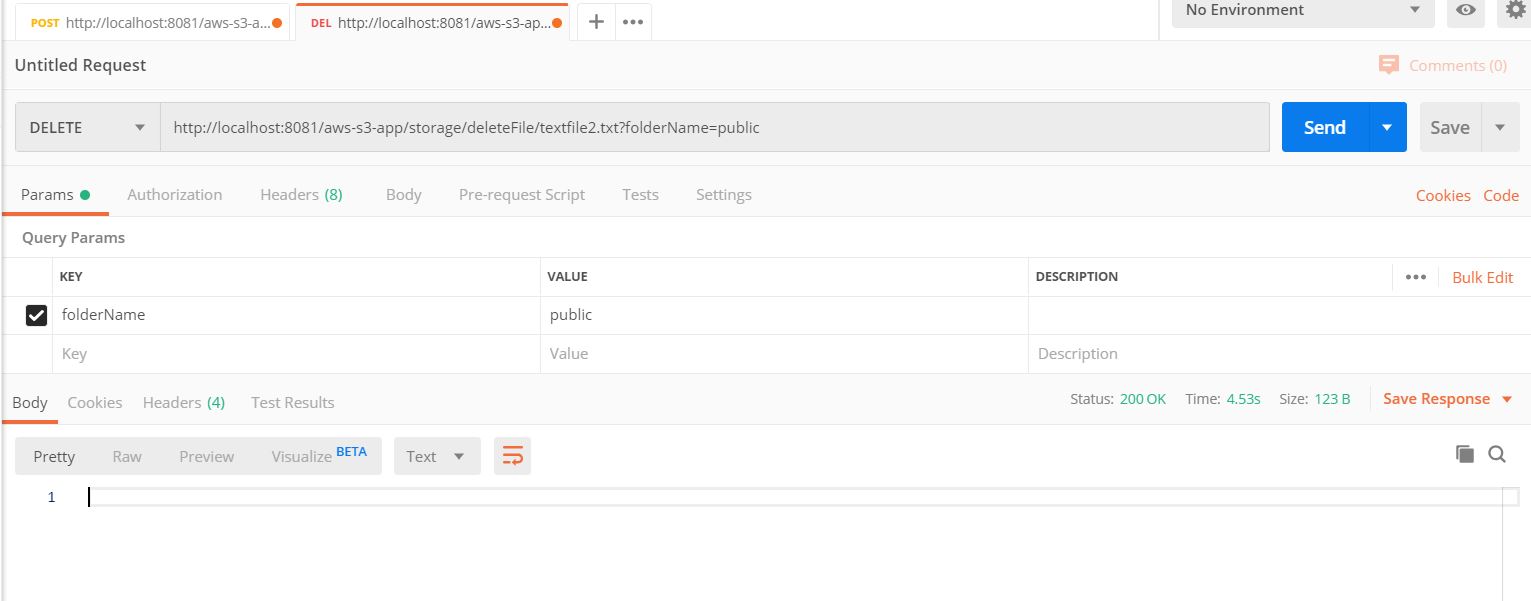 POST http://localhost:8081/aws-s3-a... DEL http://localhost:8081/aws-s3-ap... No Environment
Untitled Request Comments (0)
DELETE http://localhost:8081/aws-s3-app/storage/deleteFile/textfile2.txt?folderName=public Send Save
Params Authorization Headers (8) Body Pre-request Script Tests Settings Cookies Code
Query Params
KEY VALUE DESCRIPTION Bulk Edit
folderName public
Key Value Description
Body Cookies Headers (4) Test Results Status: 200 OK Time: 4.53s Size: 123 B Save Response
Pretty Raw Preview Visualize BETA Text
1